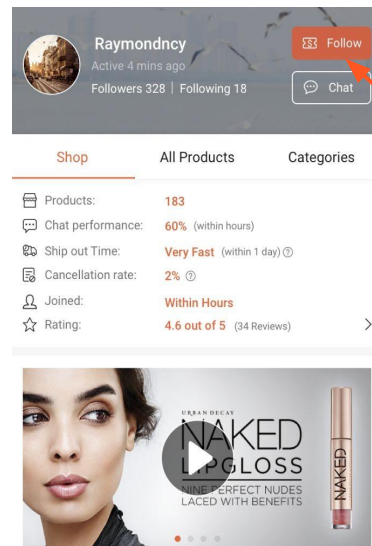 Raymondncy
Active 4 mins ago
Followers 328 | Following 18
Follow
Chat
Shop
All Products
Categories
Products: 183
Chat performance: 60% (within hours)
Ship out Time: Very Fast (within 1 day) ?
Cancellation rate: 2% ?
Joined: Within Hours
Rating: 4.6 out of 5 (34 Reviews)
URBAN DECAY
NAKED
LIPGLOSS
NINE PERFECT NUDES
LACED WITH BENEFITS
NAKED